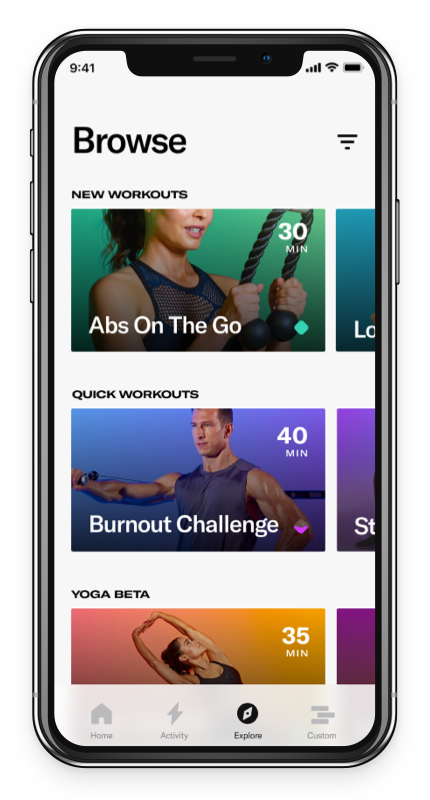 9:41
Browse
NEW WORKOUTS
30
MIN
Abs On The Go
Lo
QUICK WORKOUTS
40
MIN
Burnout Challenge
St
YOGA BETA
35
MIN
Home
Activity
Explore
Custom